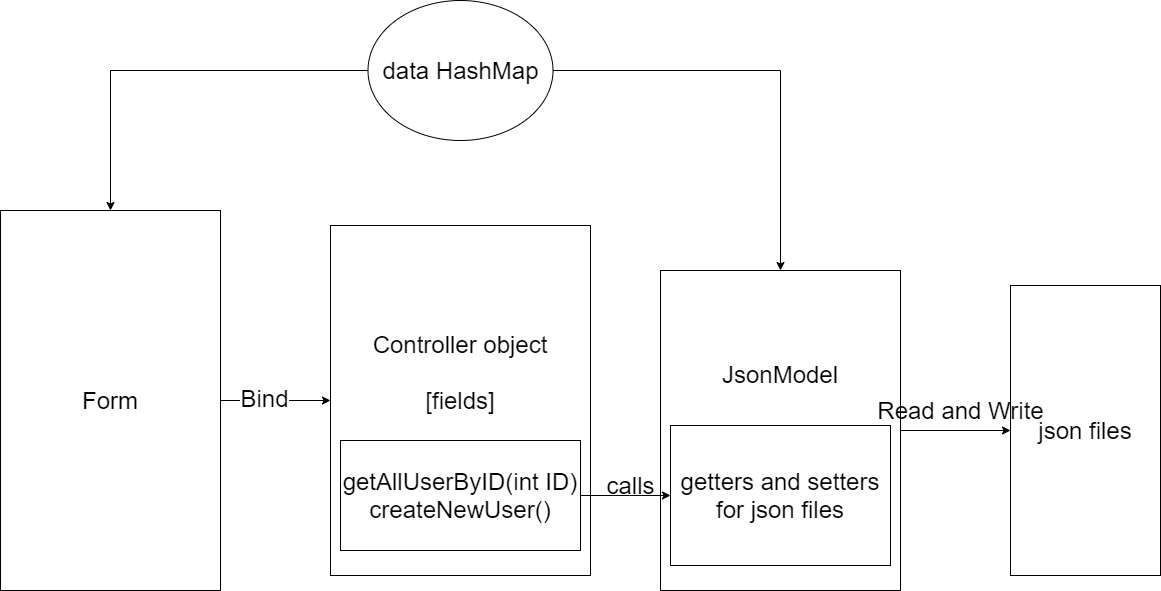 data HashMap
Form
Bind
Controller object
[fields]
getAllUserByID(int ID)
createNewUser()
calls
JsonModel
getters and setters
for json files
Read and Write
json files